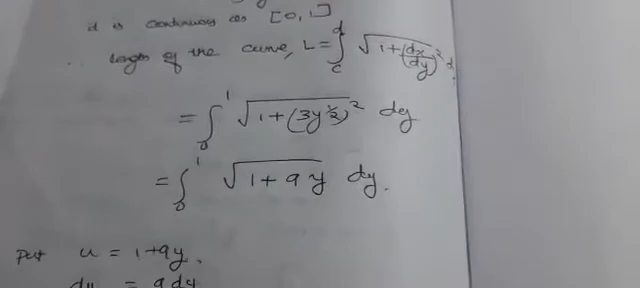 is continuous on [0, 1]
∴ length of the curve, L = ∫_c^d √(1 + (dx/dy)²) d
= ∫_0^1 √(1 + (3y^{1/2})²) dy
= ∫_0^1 √(1 + 9y) dy.
Put u = 1 + 9y,
du = 9 dy